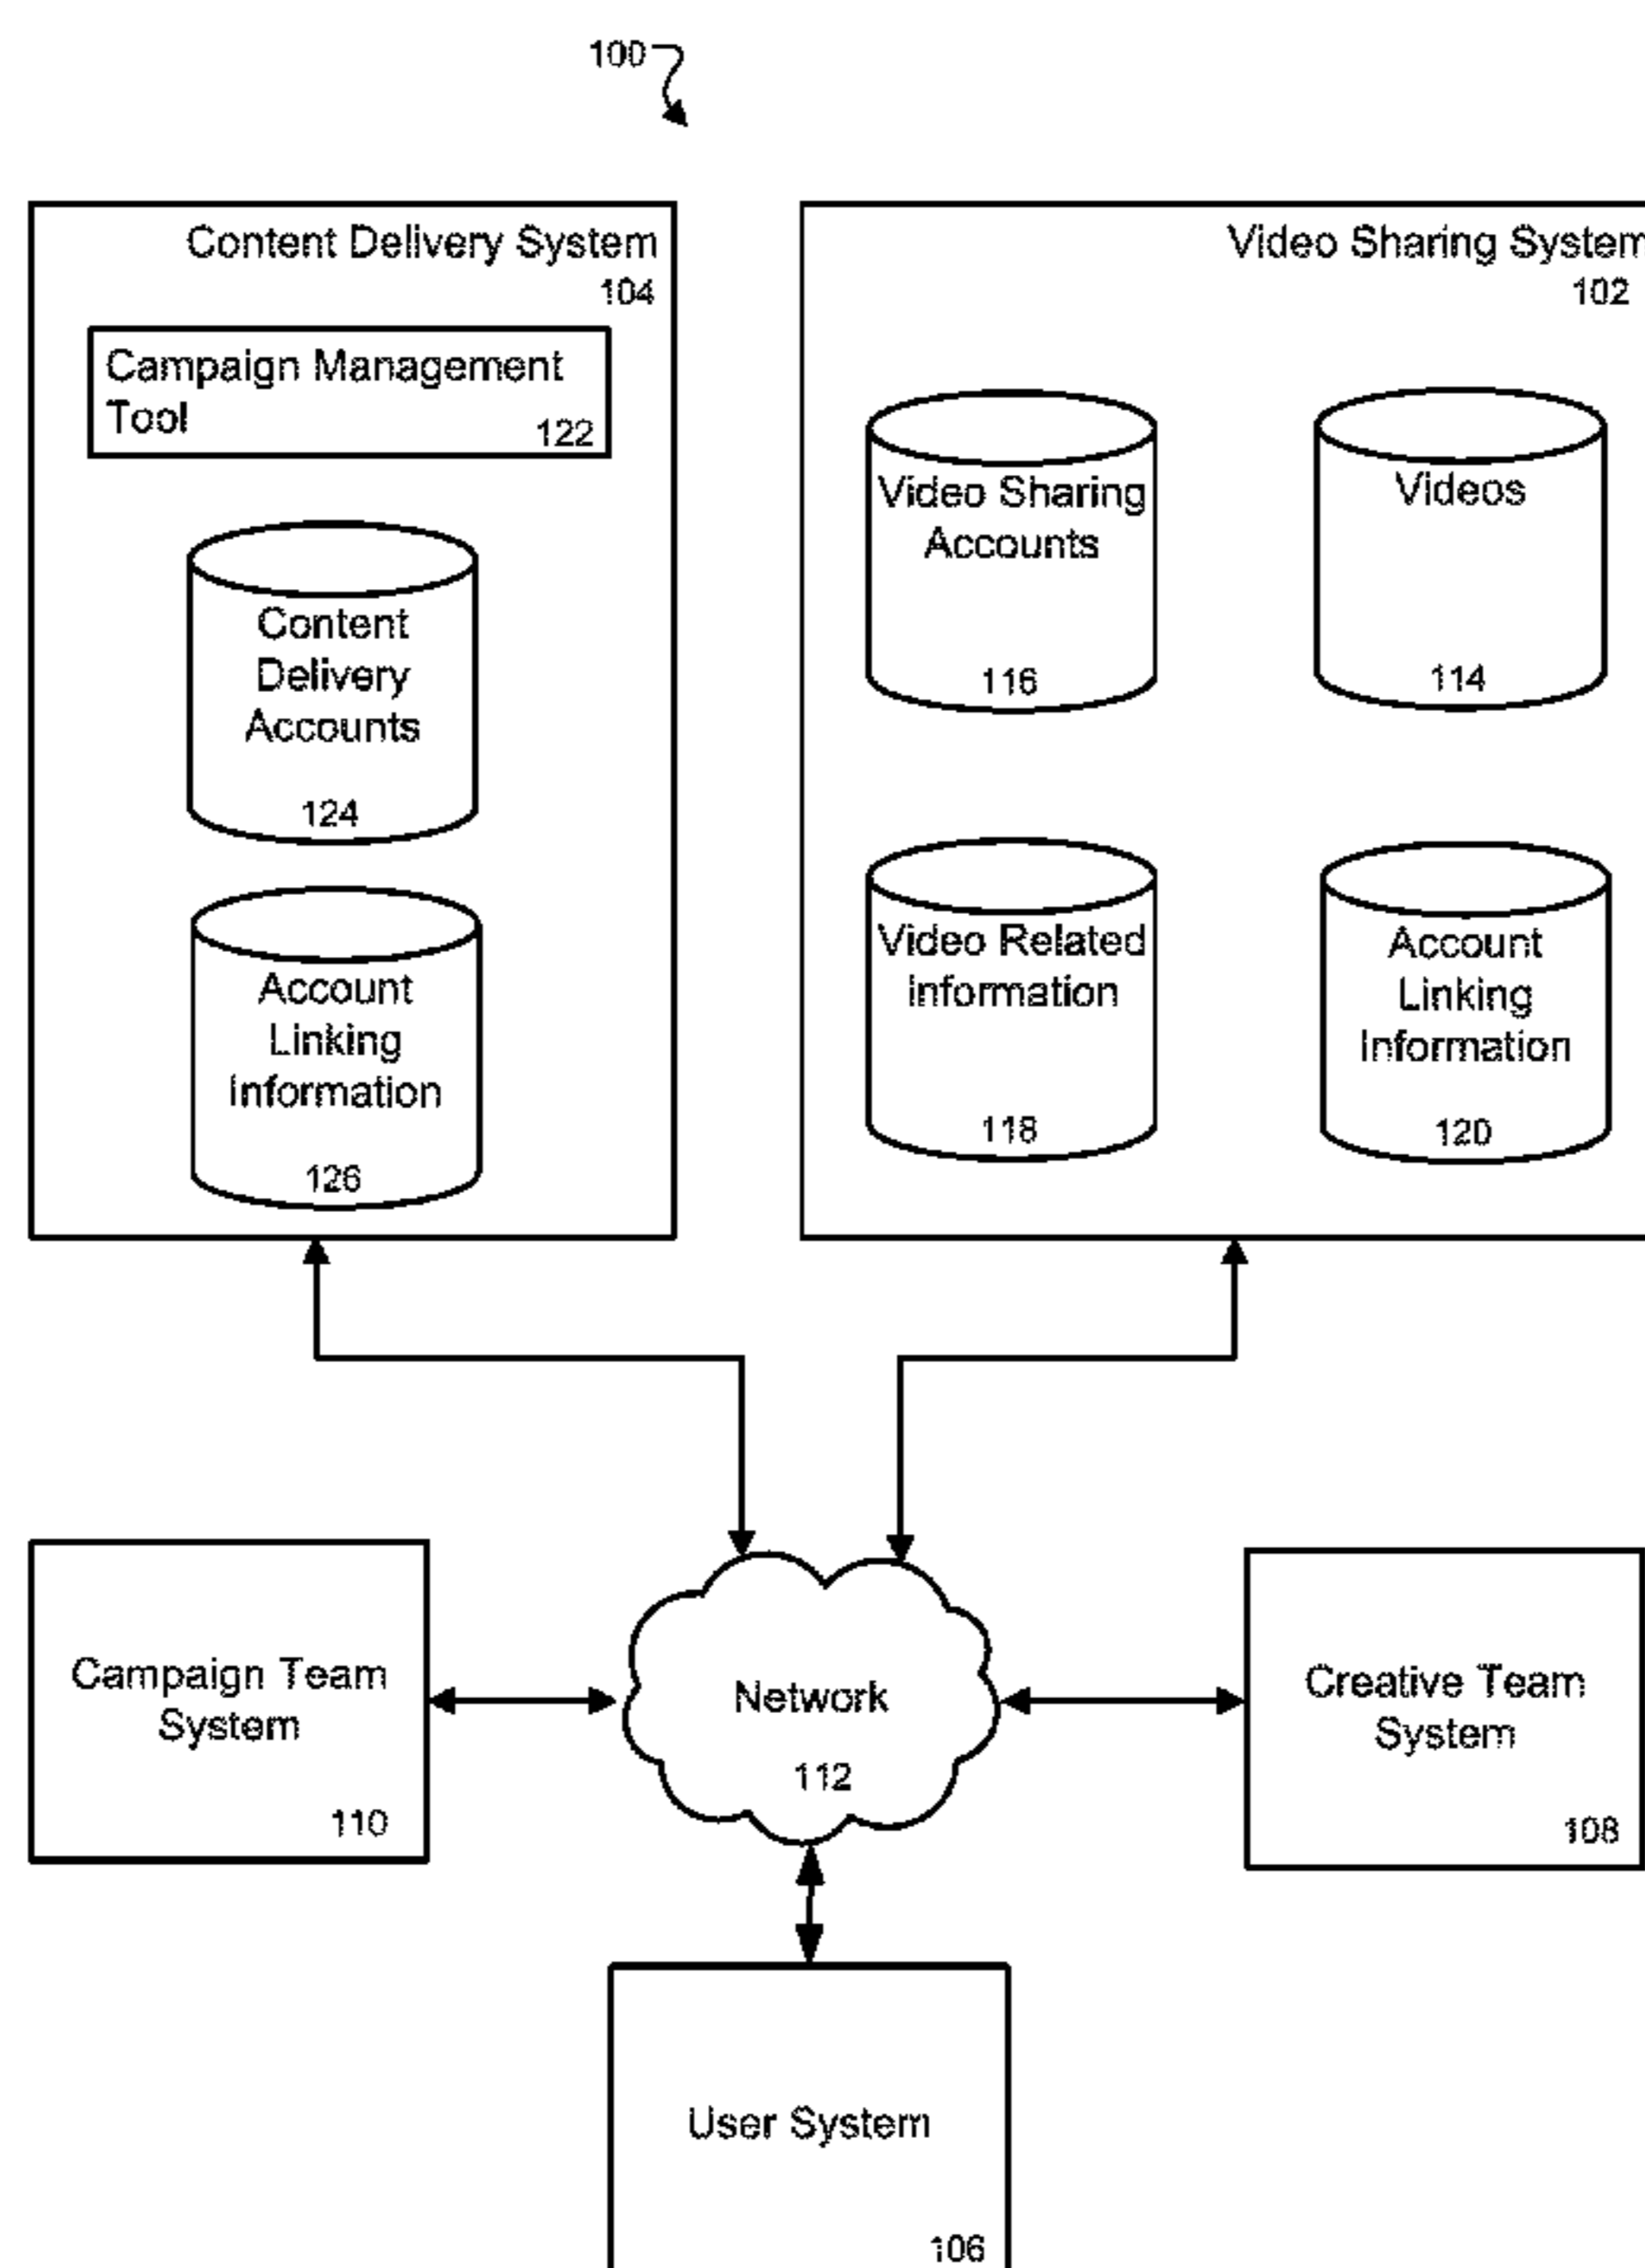 100
Content Delivery System
104
Campaign Management
Tool
122
Content
Delivery
Accounts
124
Account
Linking
Information
126
Video Sharing System
102
Video Sharing
Accounts
116
Videos
114
Video Related
Information
118
Account
Linking
Information
120
Campaign Team
System
110
Network
112
Creative Team
System
108
User System
106